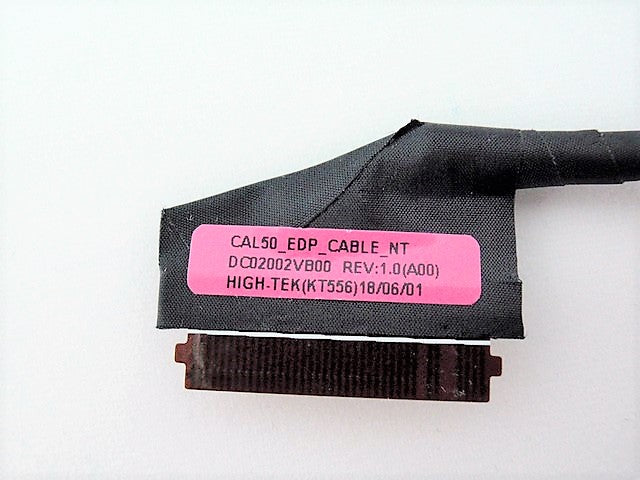 CAL50_EDP_CABLE_NT
DC02002VB00 REV:1.0(A00)
HIGH-TEK(KT556)18/06/01